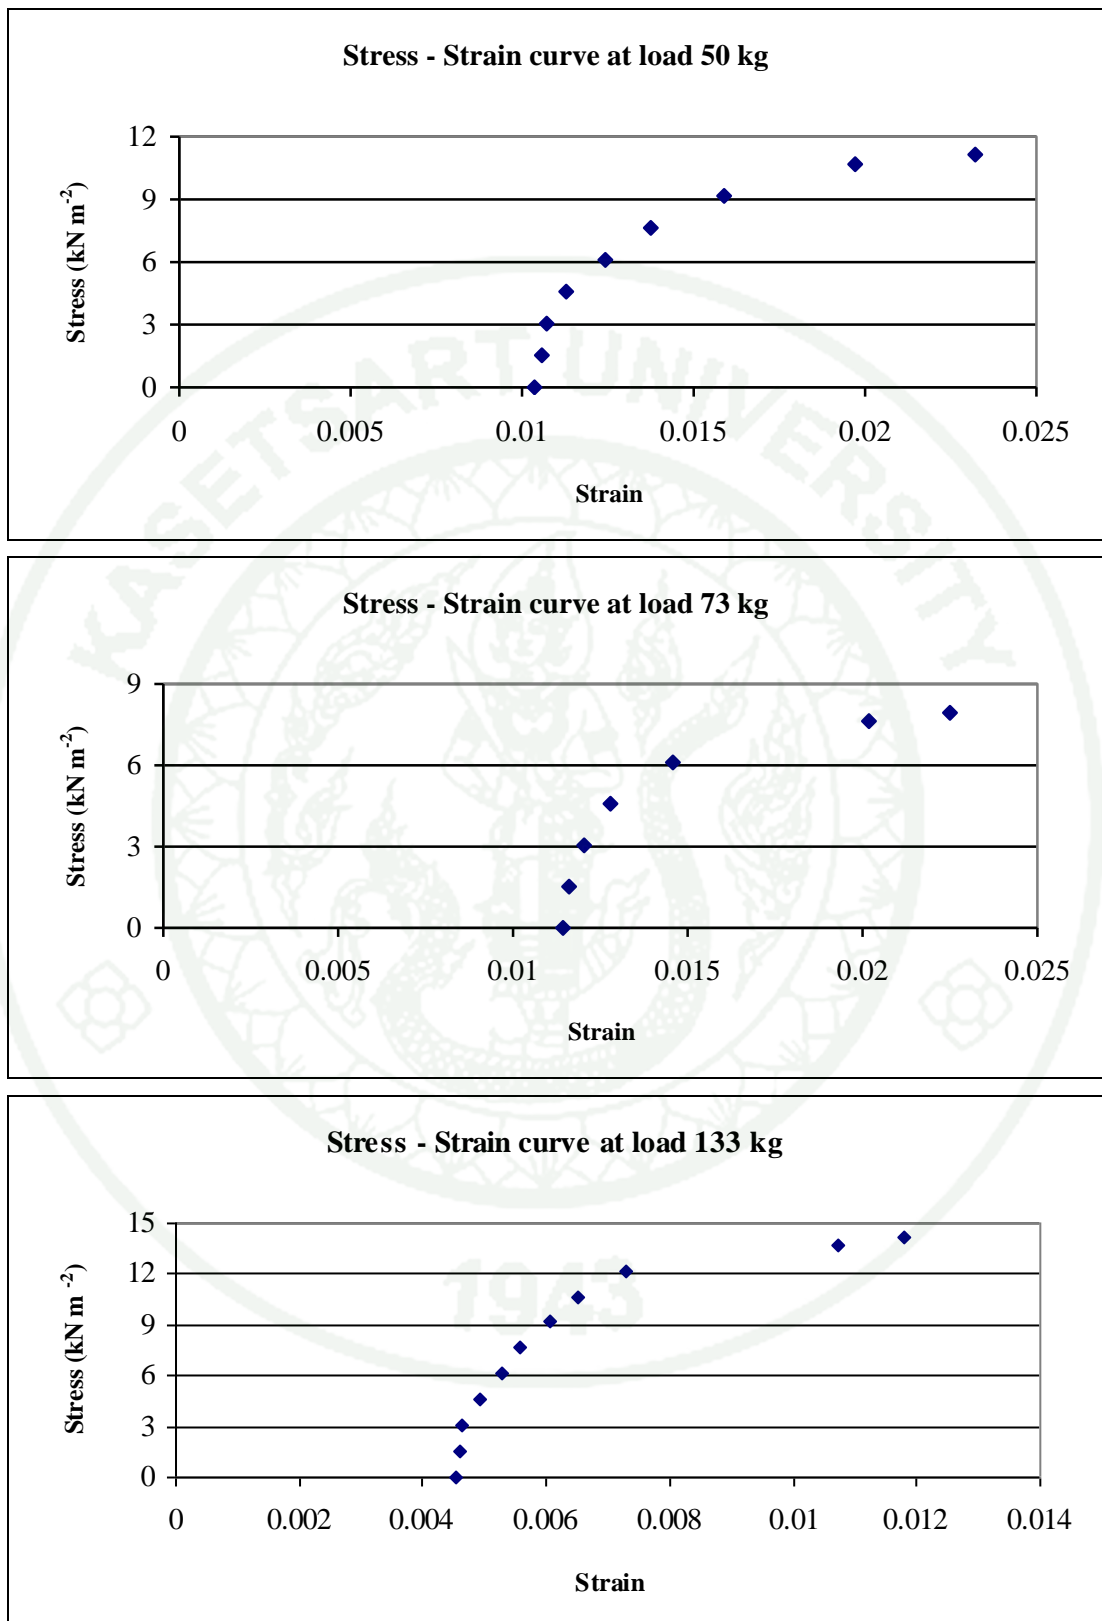 Stress - Strain curve at load 50 kg
12
9
6
3
0
Stress (kN m-2)
0 0.005 0.01 0.015 0.02 0.025
Strain
KASETSART UNIVERSITY
Stress - Strain curve at load 73 kg
9
6
3
0
Stress (kN m-2)
0 0.005 0.01 0.015 0.02 0.025
Strain
Stress - Strain curve at load 133 kg
15
12
9
6
3
0
Stress (kN m -2)
1943
0 0.002 0.004 0.006 0.008 0.01 0.012 0.014
Strain